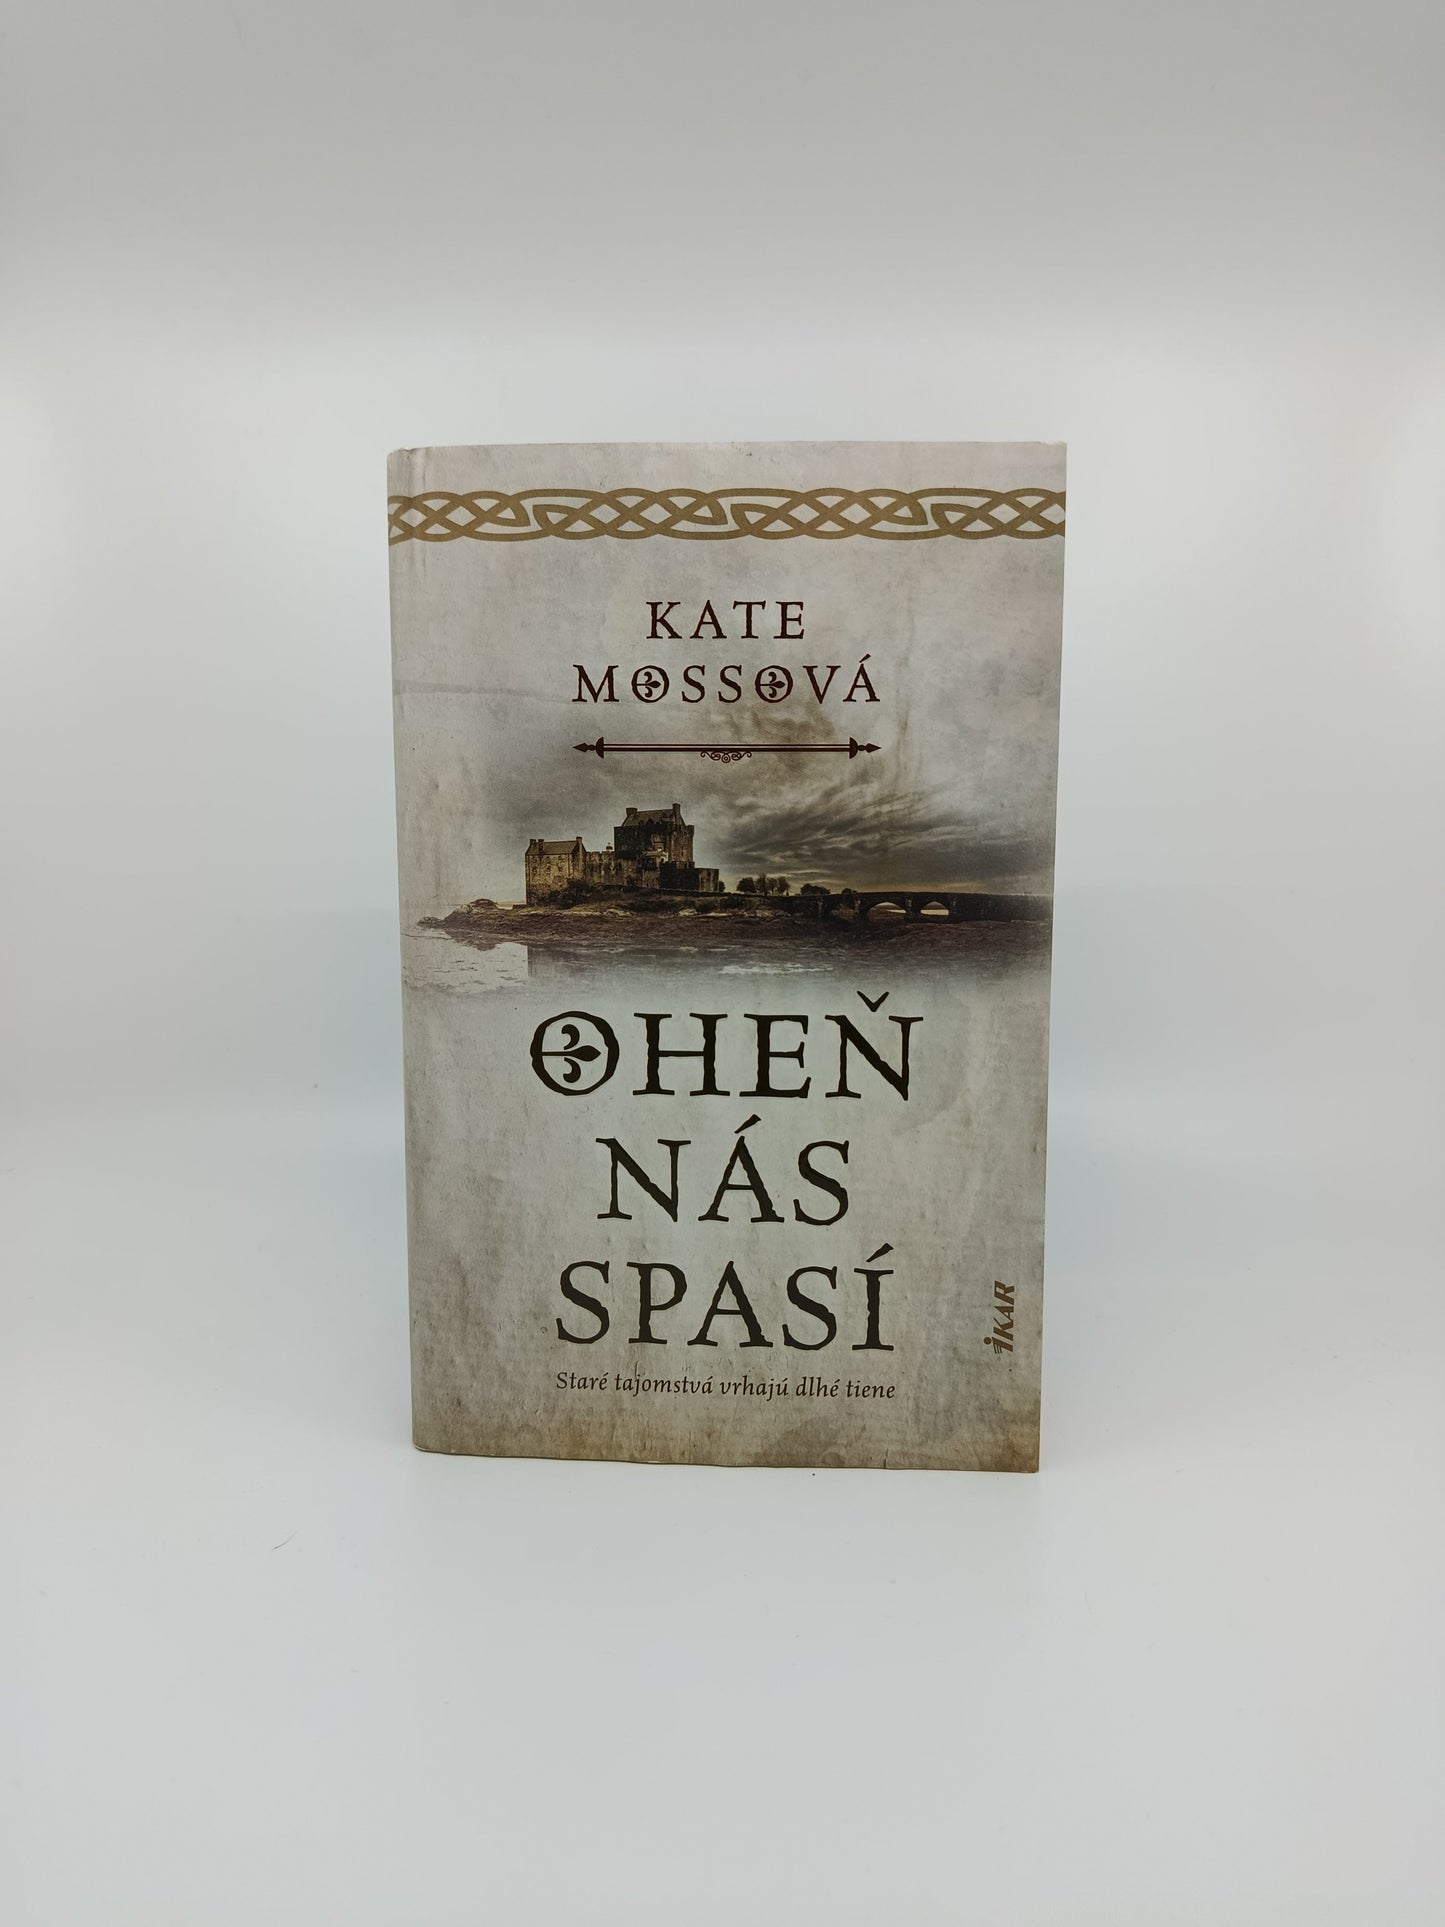 KATE
MOSSOVÁ
OHEŇ
NÁS
SPASÍ
IKAR
Staré tajomstvá vrhajú dlhé tiene